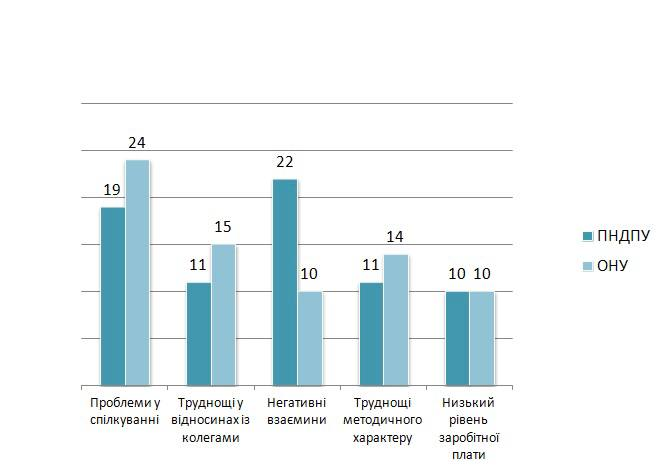 24
19
22
15
11
10
14
11
10
10
ПНДПУ
ОНУ
Проблеми у
спілкуванні
Труднощі у
відносинах із
колегами
Негативні
взаємини
Труднощі
методичного
характеру
Низький
рівень
заробітної
плати